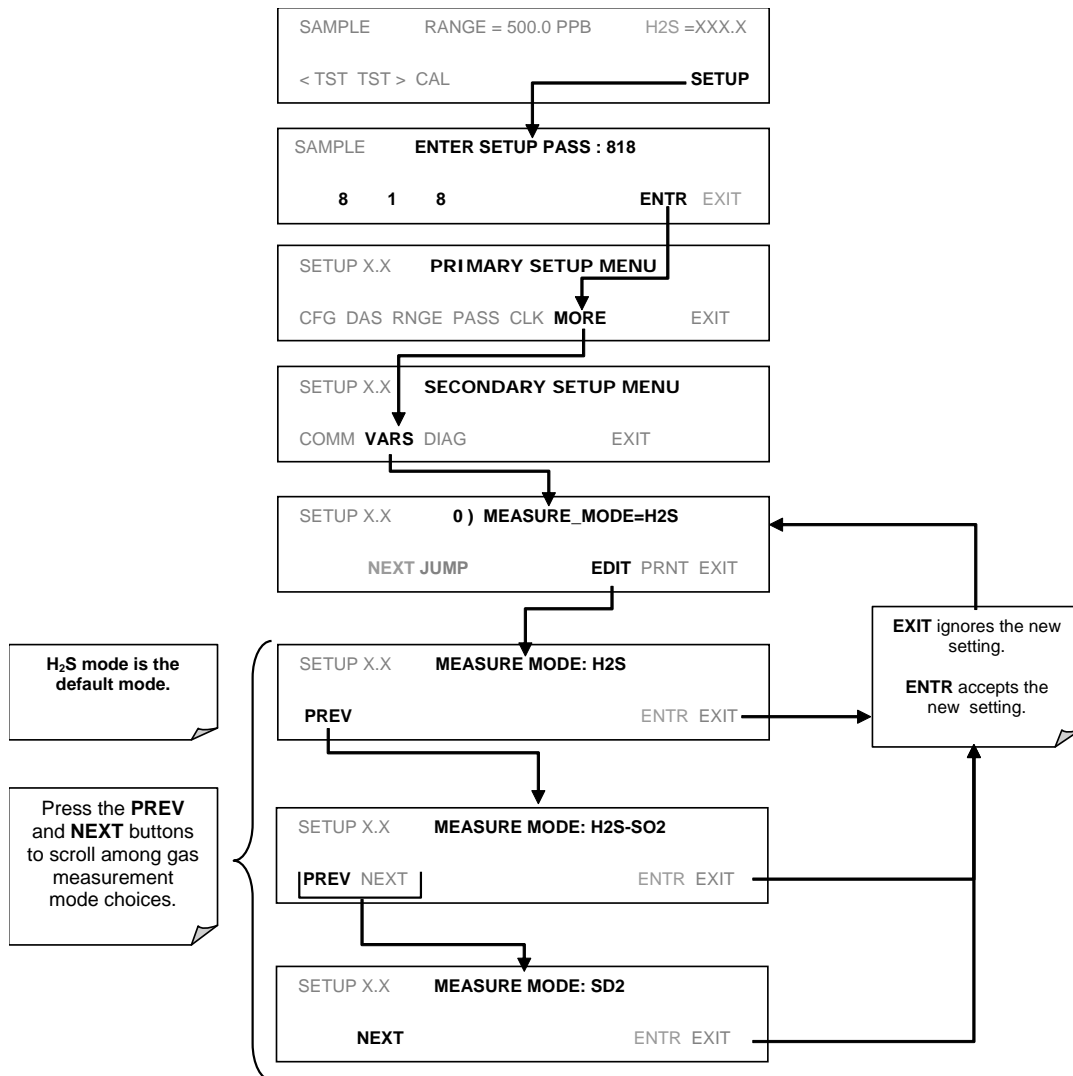 SAMPLE RANGE = 500.0 PPB H2S =XXX.X
< TST TST > CAL SETUP
SAMPLE ENTER SETUP PASS : 818
8 1 8 ENTR EXIT
SETUP X.X PRIMARY SETUP MENU
CFG DAS RNGE PASS CLK MORE EXIT
SETUP X.X SECONDARY SETUP MENU
COMM VARS DIAG EXIT
SETUP X.X 0 ) MEASURE_MODE=H2S
NEXT JUMP EDIT PRNT EXIT
EXIT ignores the new
setting.
ENTR accepts the
new setting.
H₂S mode is the
default mode.
SETUP X.X MEASURE MODE: H2S
PREV ENTR EXIT
Press the PREV
and NEXT buttons
to scroll among gas
measurement
mode choices.
SETUP X.X MEASURE MODE: H2S-SO2
PREV NEXT ENTR EXIT
SETUP X.X MEASURE MODE: SD2
NEXT ENTR EXIT